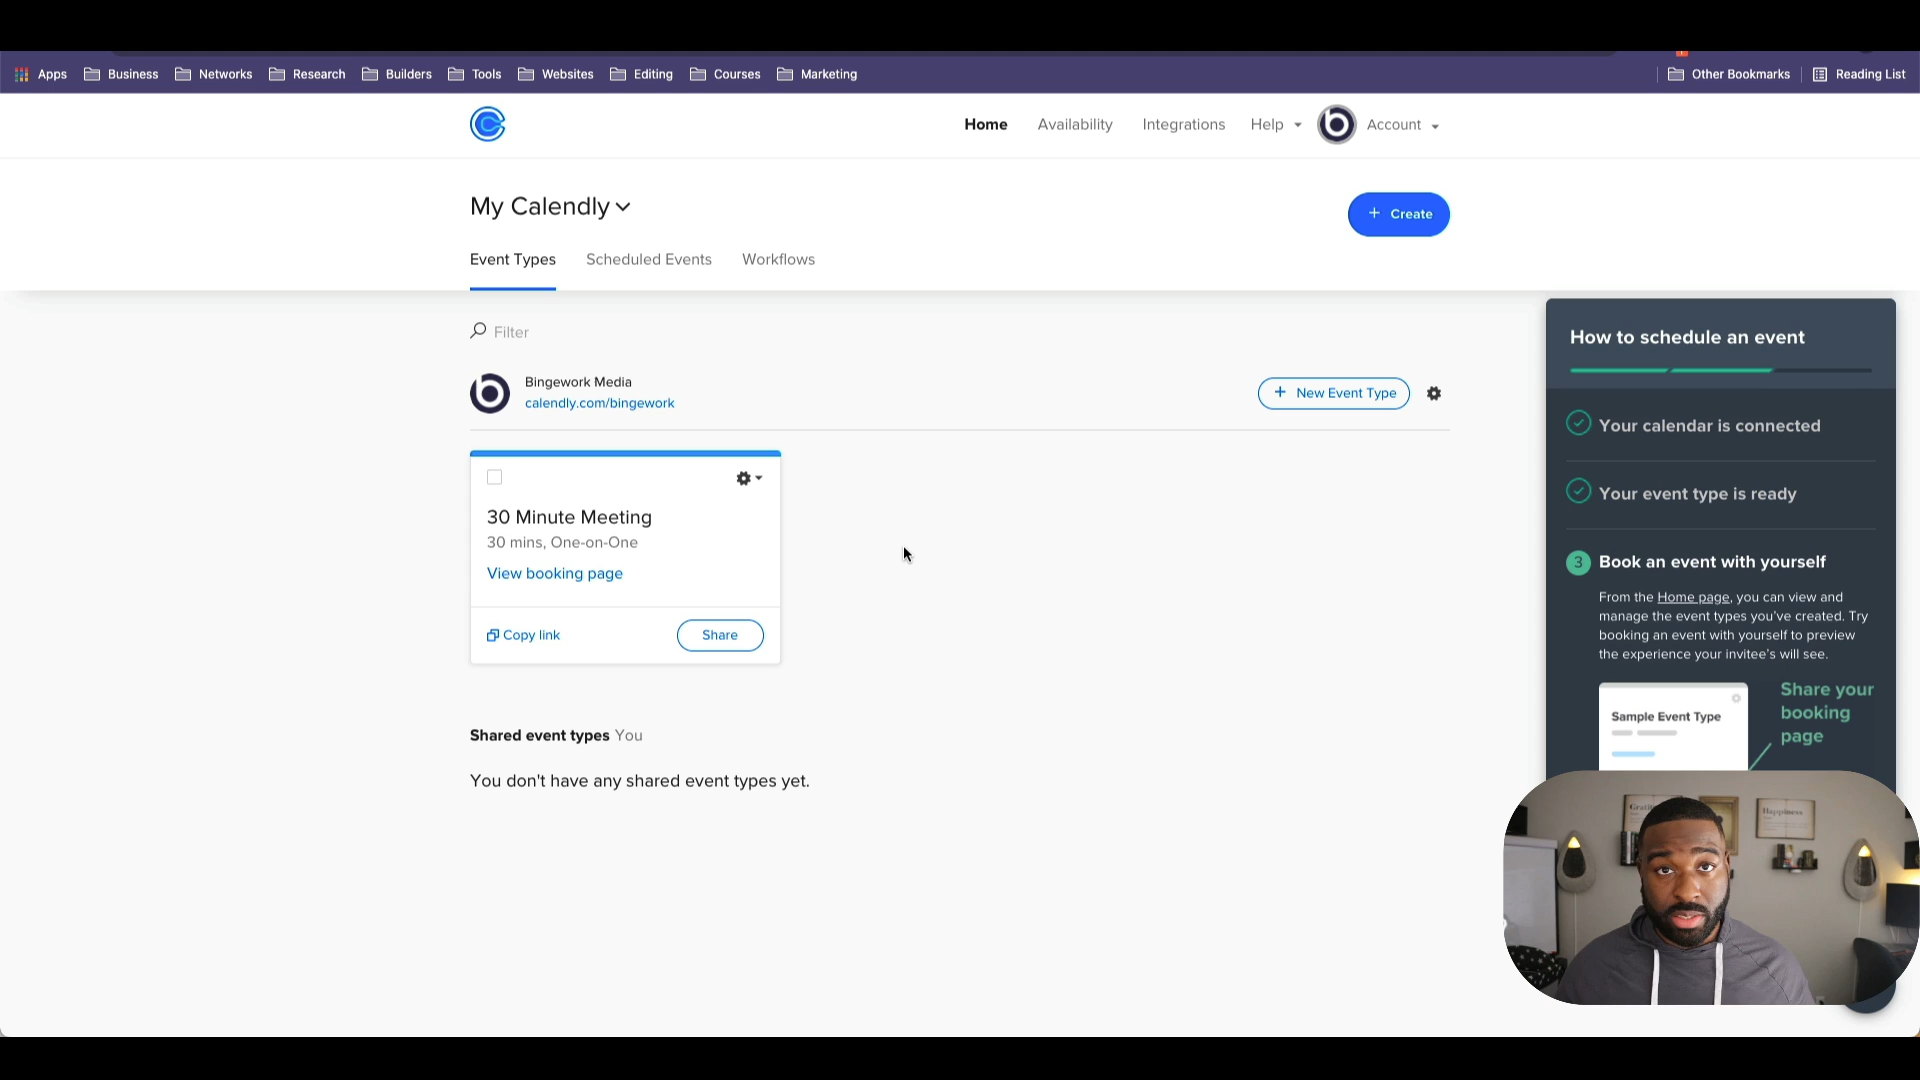 Apps Business Networks Research Builders Tools Websites Editing Courses Marketing Other Bookmarks Reading List
Home Availability Integrations Help Account
My Calendly
+ Create
Event Types Scheduled Events Workflows
Filter
Bingework Media
calendly.com/bingework
+ New Event Type
30 Minute Meeting
30 mins, One-on-One
View booking page
Copy link
Share
Shared event types You
You don't have any shared event types yet.
How to schedule an event
Your calendar is connected
Your event type is ready
3 Book an event with yourself
From the Home page, you can view and
manage the event types you've created. Try
booking an event with yourself to preview
the experience your invitee's will see.
Sample Event Type
Share your
booking
page
Happiness